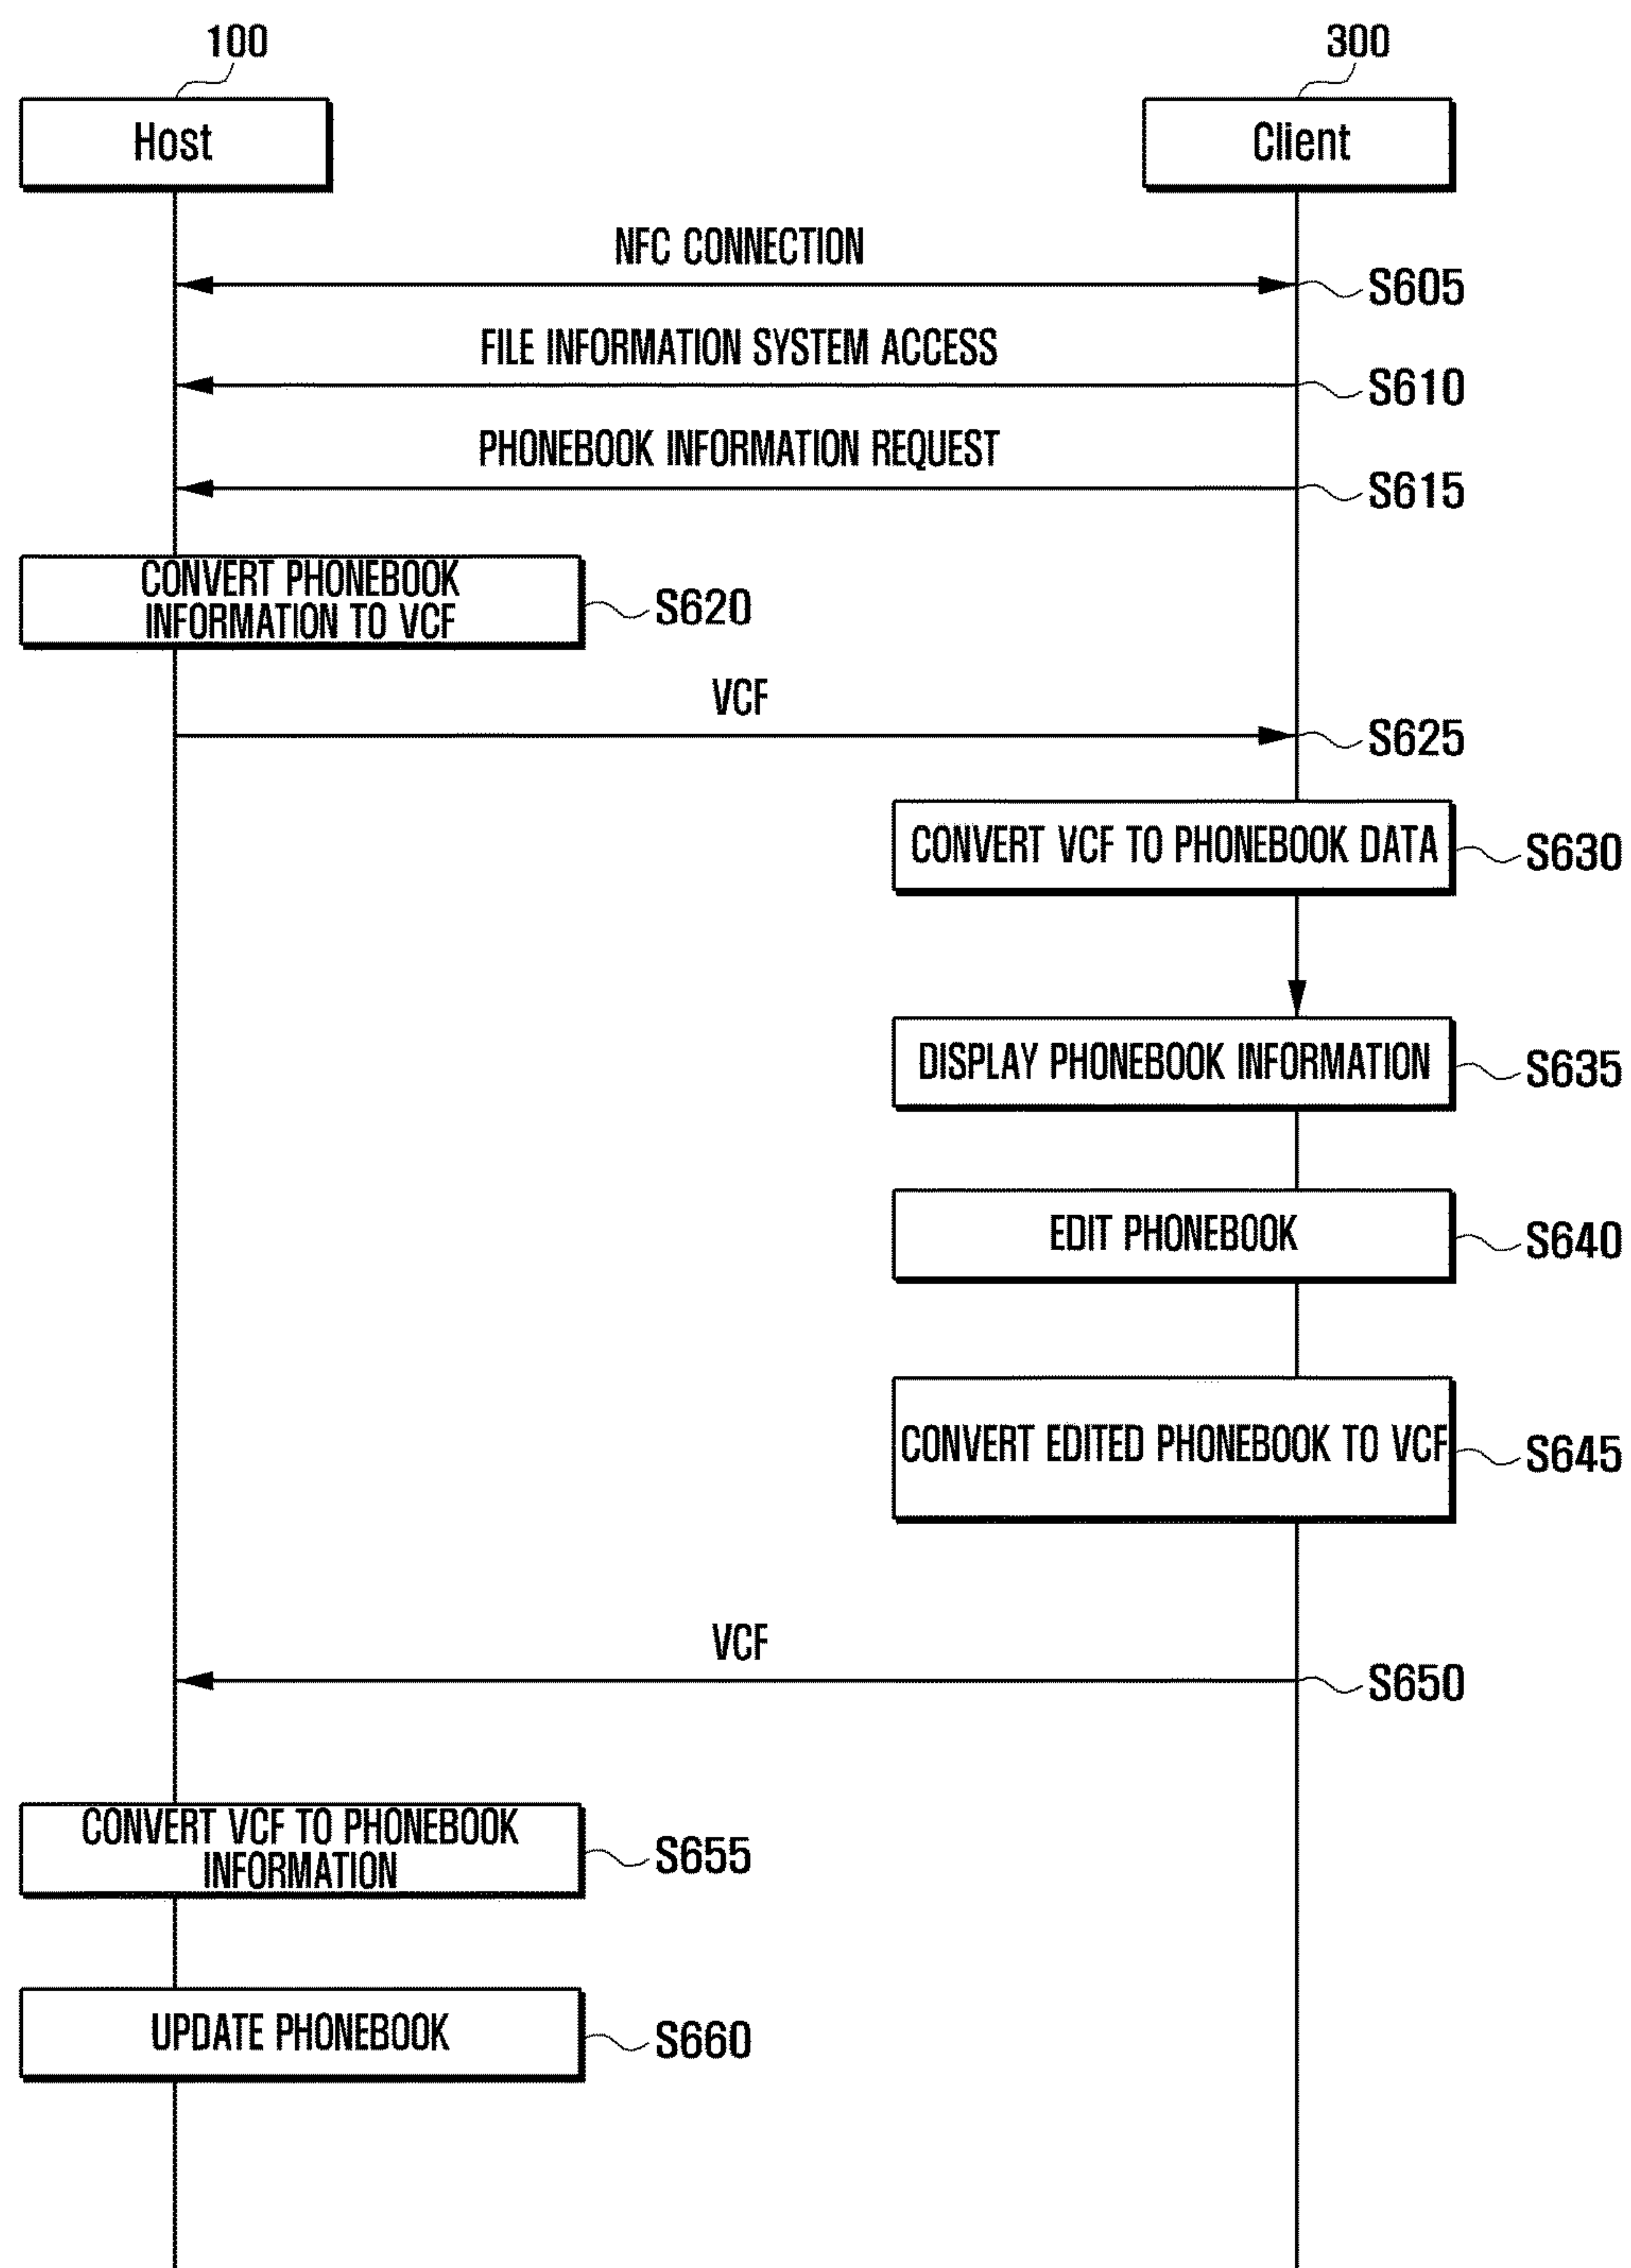 100
300
Host
Client
NFC CONNECTION
S605
FILE INFORMATION SYSTEM ACCESS
S610
PHONEBOOK INFORMATION REQUEST
S615
CONVERT PHONEBOOK
INFORMATION TO VCF
S620
VCF
S625
CONVERT VCF TO PHONEBOOK DATA
S630
DISPLAY PHONEBOOK INFORMATION
S635
EDIT PHONEBOOK
S640
CONVERT EDITED PHONEBOOK TO VCF
S645
VCF
S650
CONVERT VCF TO PHONEBOOK
INFORMATION
S655
UPDATE PHONEBOOK
S660